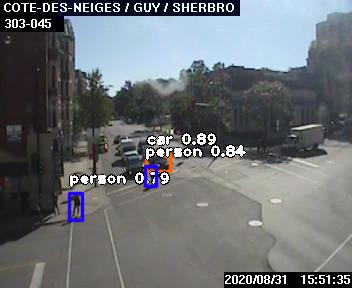 COTE-DES-NEIGES / GUY / SHERBRO
303-045
car 0.89
person 0.84
person 0.79
2020/08/31 15:51:35